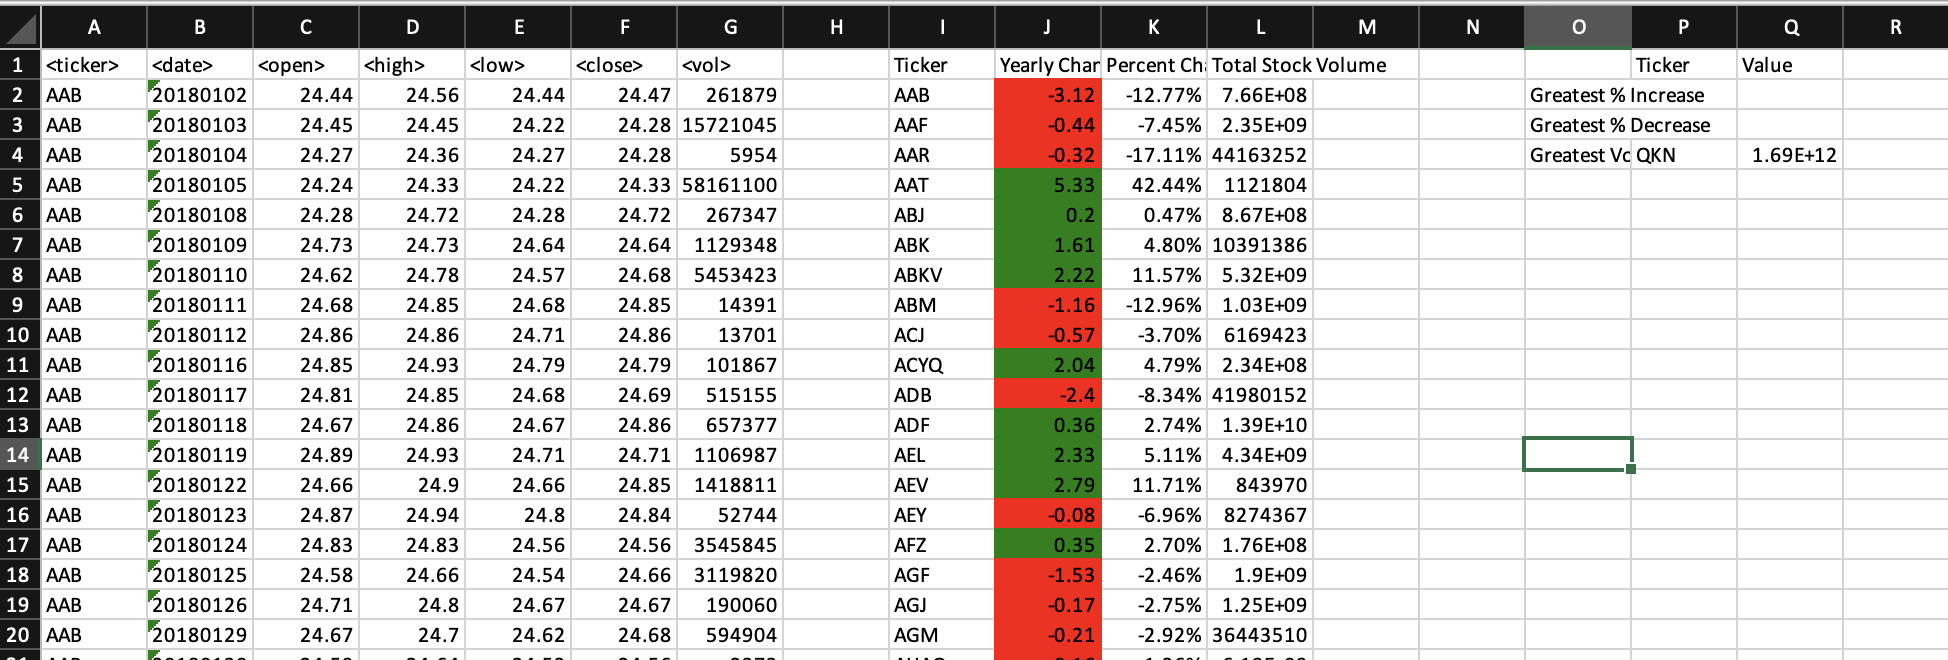 A B C D E F G H I J K L M N O P Q R
1 <ticker> <date> <open> <high> <low> <close> <vol> Ticker Yearly Char Percent Ch Total Stock Volume Ticker Value
2 AAB 20180102 24.44 24.56 24.44 24.47 261879 AAB -3.12 -12.77% 7.66E+08 Greatest % Increase
3 AAB 20180103 24.45 24.45 24.22 24.28 15721045 AAF -0.44 -7.45% 2.35E+09 Greatest % Decrease
4 AAB 20180104 24.27 24.36 24.27 24.28 5954 AAR -0.32 -17.11% 44163252 Greatest Vo QKN 1.69E+12
5 AAB 20180105 24.24 24.33 24.22 24.33 58161100 AAT 5.33 42.44% 1121804
6 AAB 20180108 24.28 24.72 24.28 24.72 267347 ABJ 0.2 0.47% 8.67E+08
7 AAB 20180109 24.73 24.73 24.64 24.64 1129348 ABK 1.61 4.80% 10391386
8 AAB 20180110 24.62 24.78 24.57 24.68 5453423 ABKV 2.22 11.57% 5.32E+09
9 AAB 20180111 24.68 24.85 24.68 24.85 14391 ABM -1.16 -12.96% 1.03E+09
10 AAB 20180112 24.86 24.86 24.71 24.86 13701 ACJ -0.57 -3.70% 6169423
11 AAB 20180116 24.85 24.93 24.79 24.79 101867 ACYQ 2.04 4.79% 2.34E+08
12 AAB 20180117 24.81 24.85 24.68 24.69 515155 ADB -2.4 -8.34% 41980152
13 AAB 20180118 24.67 24.86 24.67 24.86 657377 ADF 0.36 2.74% 1.39E+10
14 AAB 20180119 24.89 24.93 24.71 24.71 1106987 AEL 2.33 5.11% 4.34E+09
15 AAB 20180122 24.66 24.9 24.66 24.85 1418811 AEV 2.79 11.71% 843970
16 AAB 20180123 24.87 24.94 24.8 24.84 52744 AEY -0.08 -6.96% 8274367
17 AAB 20180124 24.83 24.83 24.56 24.56 3545845 AFZ 0.35 2.70% 1.76E+08
18 AAB 20180125 24.58 24.66 24.54 24.66 3119820 AGF -1.53 -2.46% 1.9E+09
19 AAB 20180126 24.71 24.8 24.67 24.67 190060 AGJ -0.17 -2.75% 1.25E+09
20 AAB 20180129 24.67 24.7 24.62 24.68 594904 AGM -0.21 -2.92% 36443510